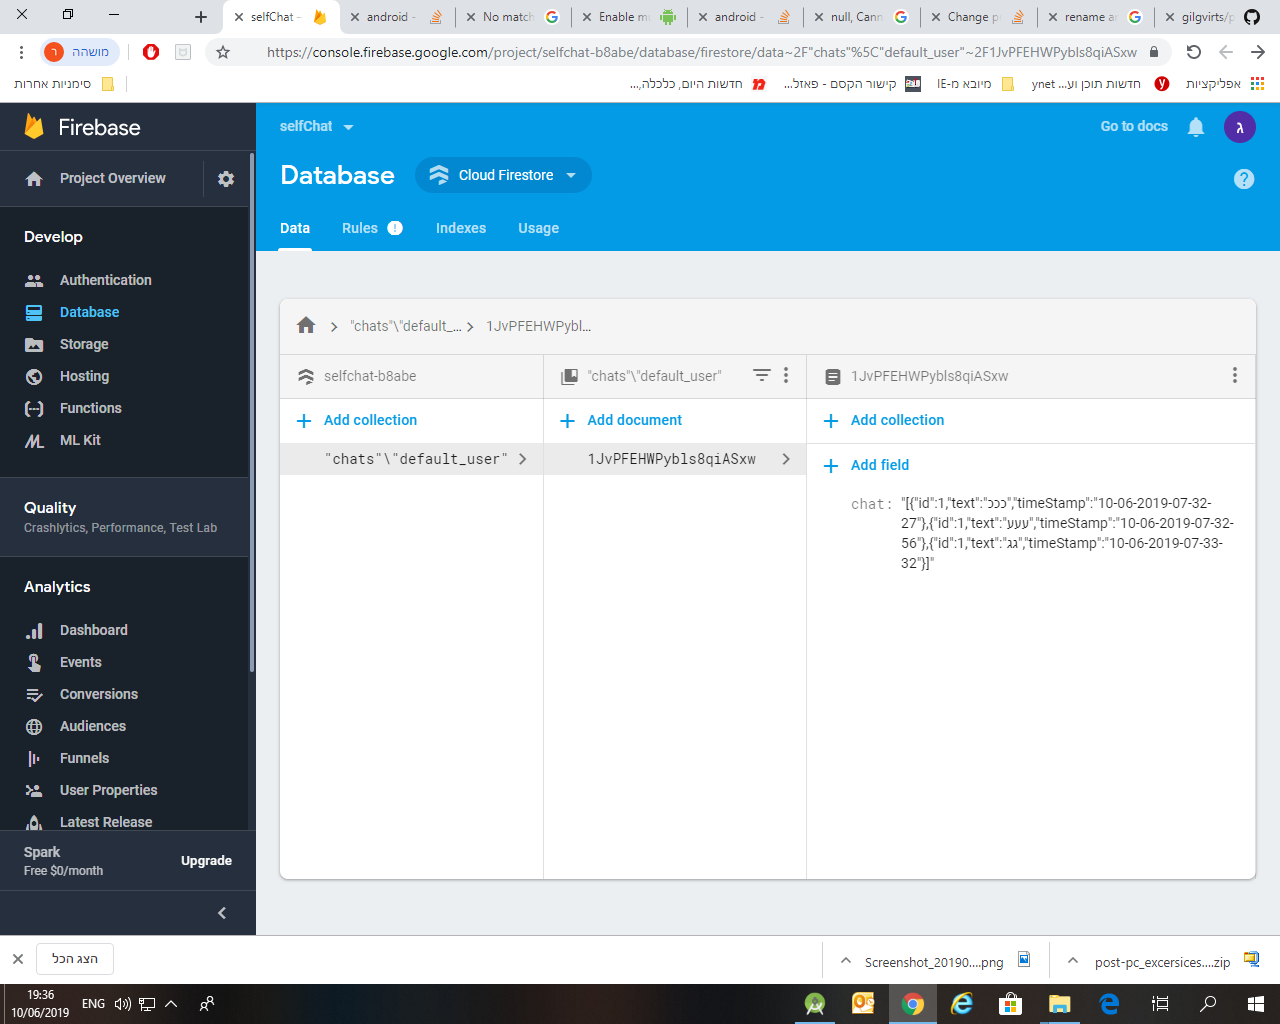 selfChat –
android -
No match
Enable mu
android -
null, Cann
Change p
rename a
gilgvirts/p
מושהה
ר
https://console.firebase.google.com/project/selfchat-b8abe/database/firestore/data~2F"chats"%5C"default_user"~2F1JvPFEHWPybls8qiASxw
סימניות אחרות
חדשות היום, כלכלה,...
קישור הקסם - פאזל...
מיובא מ-IE
חדשות תוכן וע... ynet
אפליקציות
Firebase
Project Overview
Develop
Authentication
Database
Storage
Hosting
Functions
ML Kit
Quality
Crashlytics, Performance, Test Lab
Analytics
Dashboard
Events
Conversions
Audiences
Funnels
User Properties
Latest Release
Spark
Free $0/month
Upgrade
selfChat
Go to docs
ג
Database
Cloud Firestore
Data
Rules
Indexes
Usage
"chats"\"default_...
1JvPFEHWPybl...
selfchat-b8abe
"chats"\"default_user"
1JvPFEHWPybls8qiASxw
Add collection
Add document
Add collection
"chats"\"default_user"
1JvPFEHWPybls8qiASxw
Add field
chat: "[{"id":1,"text":"כככ","timeStamp":"10-06-2019-07-32-
27"},{"id":1,"text":"עעע","timeStamp":"10-06-2019-07-32-
56"},{"id":1,"text":"גג","timeStamp":"10-06-2019-07-33-
32"}]"
הצג הכל
Screenshot_20190....png
post-pc_excersices....zip
19:36
10/06/2019
ENG